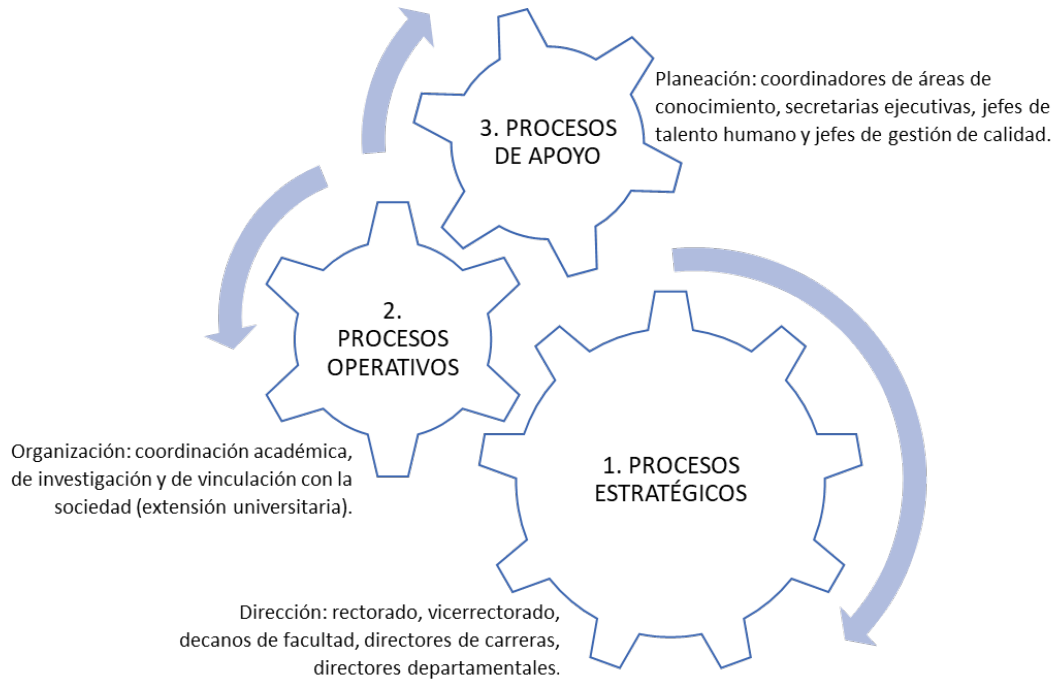 3. PROCESOS
DE APOYO
Planeación: coordinadores de áreas de
conocimiento, secretarias ejecutivas, jefes de
talento humano y jefes de gestión de calidad.
2.
PROCESOS
OPERATIVOS
Organización: coordinación académica,
de investigación y de vinculación con la
sociedad (extensión universitaria).
1. PROCESOS
ESTRATÉGICOS
Dirección: rectorado, vicerrectorado,
decanos de facultad, directores de carreras,
directores departamentales.